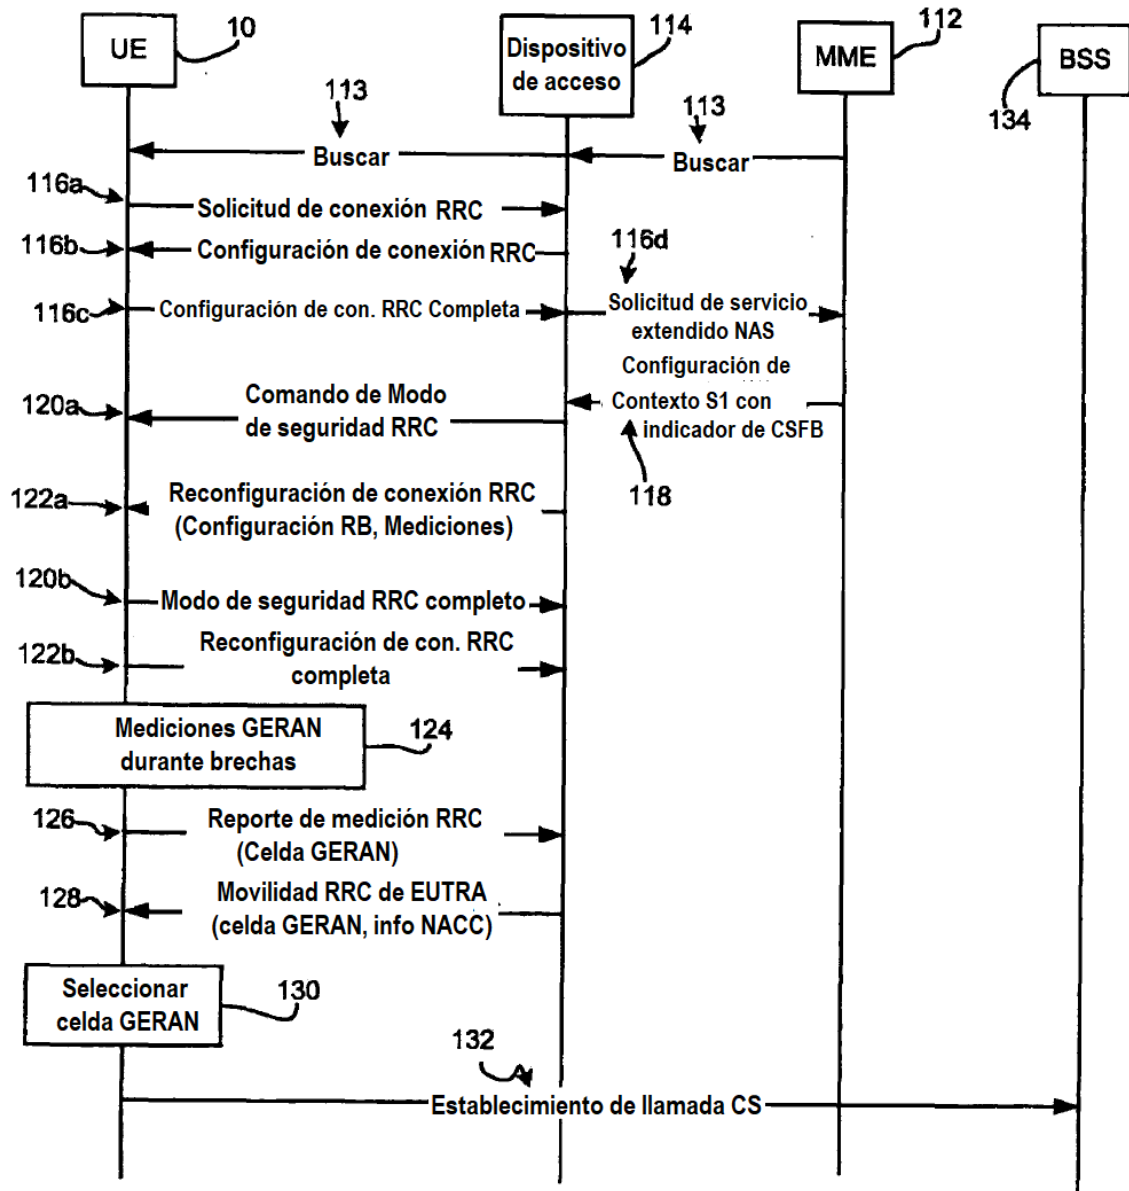 UE
10
Dispositivo
de acceso
114
MME
112
BSS
134
113
Buscar
113
Buscar
116a
Solicitud de conexión RRC
116b
Configuración de conexión RRC
116d
116c
Configuración de con. RRC Completa
Solicitud de servicio
extendido NAS
Configuración de
Contexto S1 con
indicador de CSFB
118
120a
Comando de Modo
de seguridad RRC
122a
Reconfiguración de conexión RRC
(Configuración RB, Mediciones)
120b
Modo de seguridad RRC completo
122b
Reconfiguración de con. RRC
completa
Mediciones GERAN
durante brechas
124
126
Reporte de medición RRC
(Celda GERAN)
128
Movilidad RRC de EUTRA
(celda GERAN, info NACC)
Seleccionar
celda GERAN
130
132
Establecimiento de llamada CS